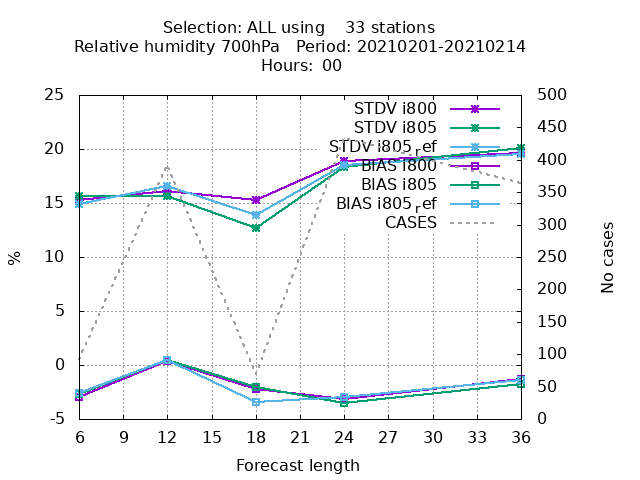 Selection: ALL using    33 stations
Relative humidity 700hPa   Period: 20210201-20210214
Hours: 00
25
20
15
10
5
0
-5
%
500
450
400
350
300
250
200
150
100
50
0
No cases
STDV i800
STDV i805
STDV i805ref
BIAS i800
BIAS i805
BIAS i805ref
CASES
6 9 12 15 18 21 24 27 30 33 36
Forecast length